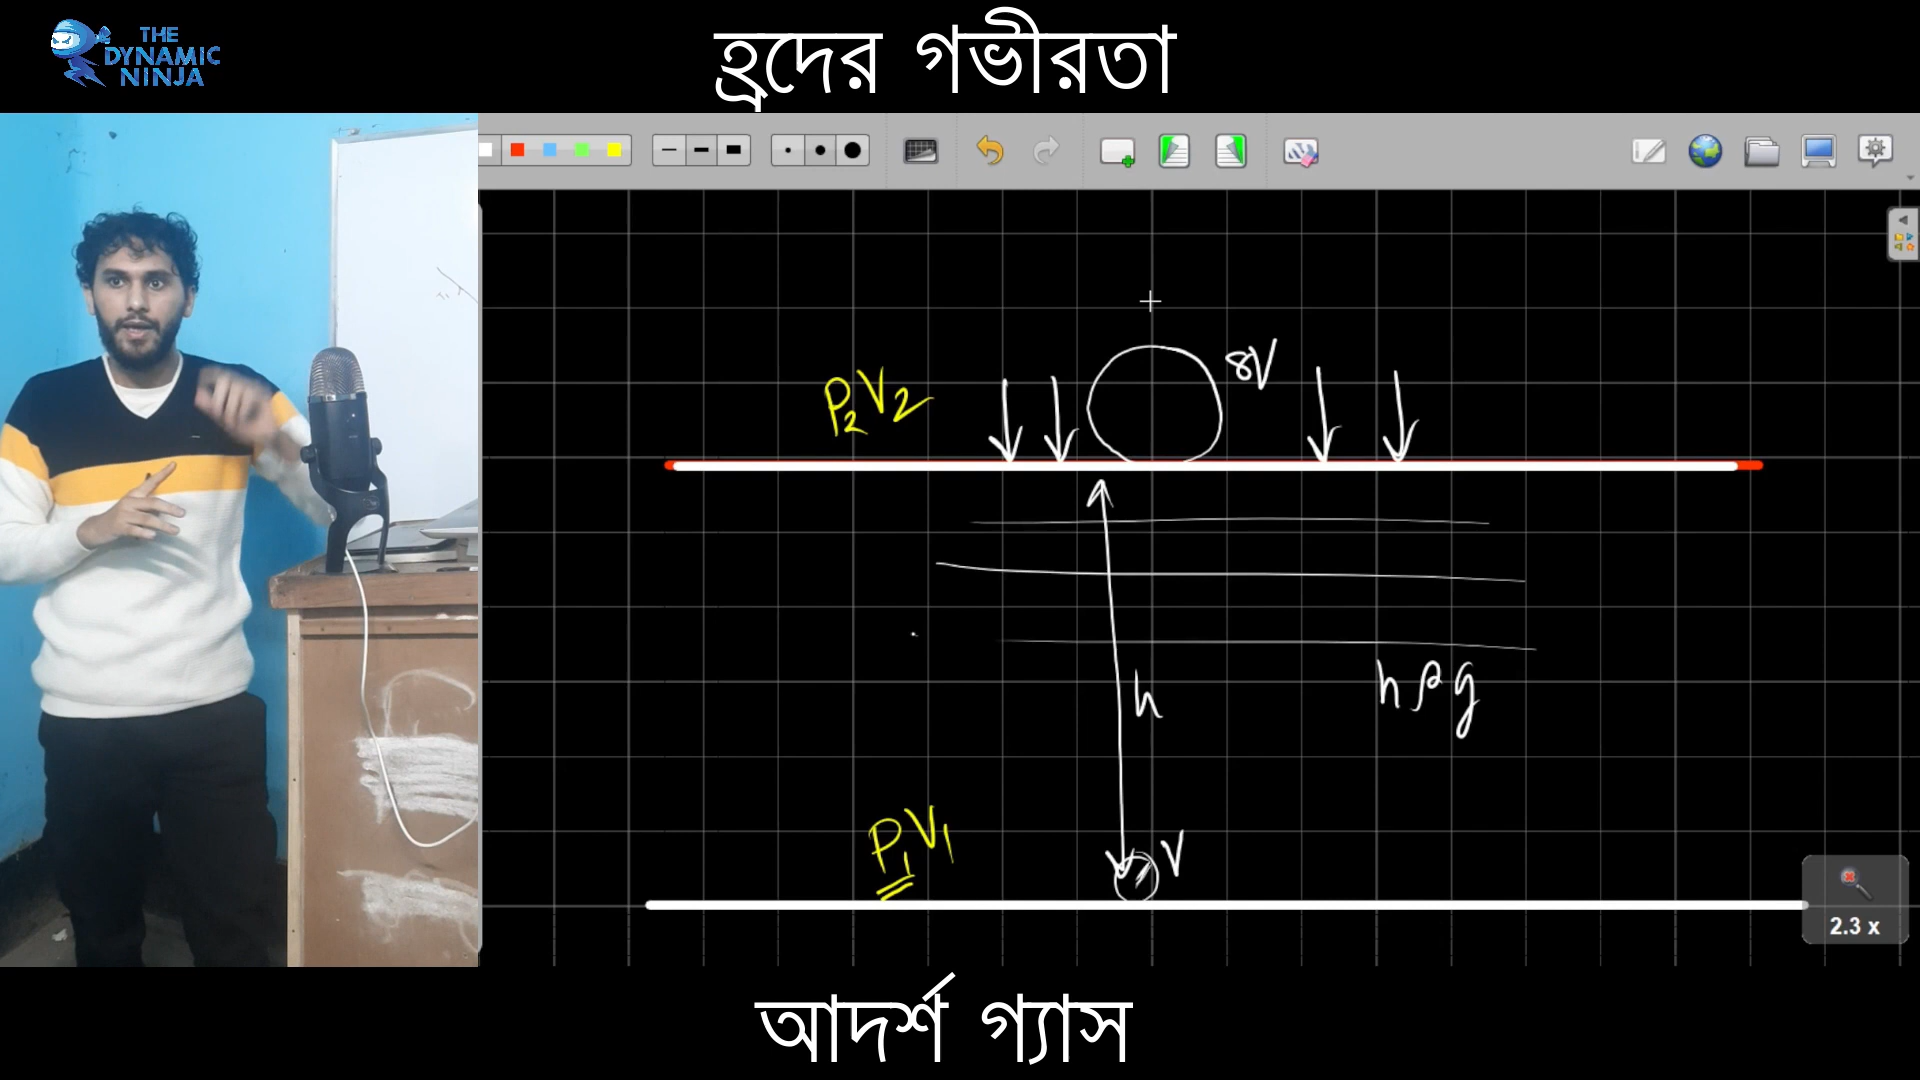 THE
DYNAMIC
NINJA
হ্রদের গভীরতা
8V
P₂V₂
h
hρg
P₁V₁
V
2.3 x
আদর্শ গ্যাস